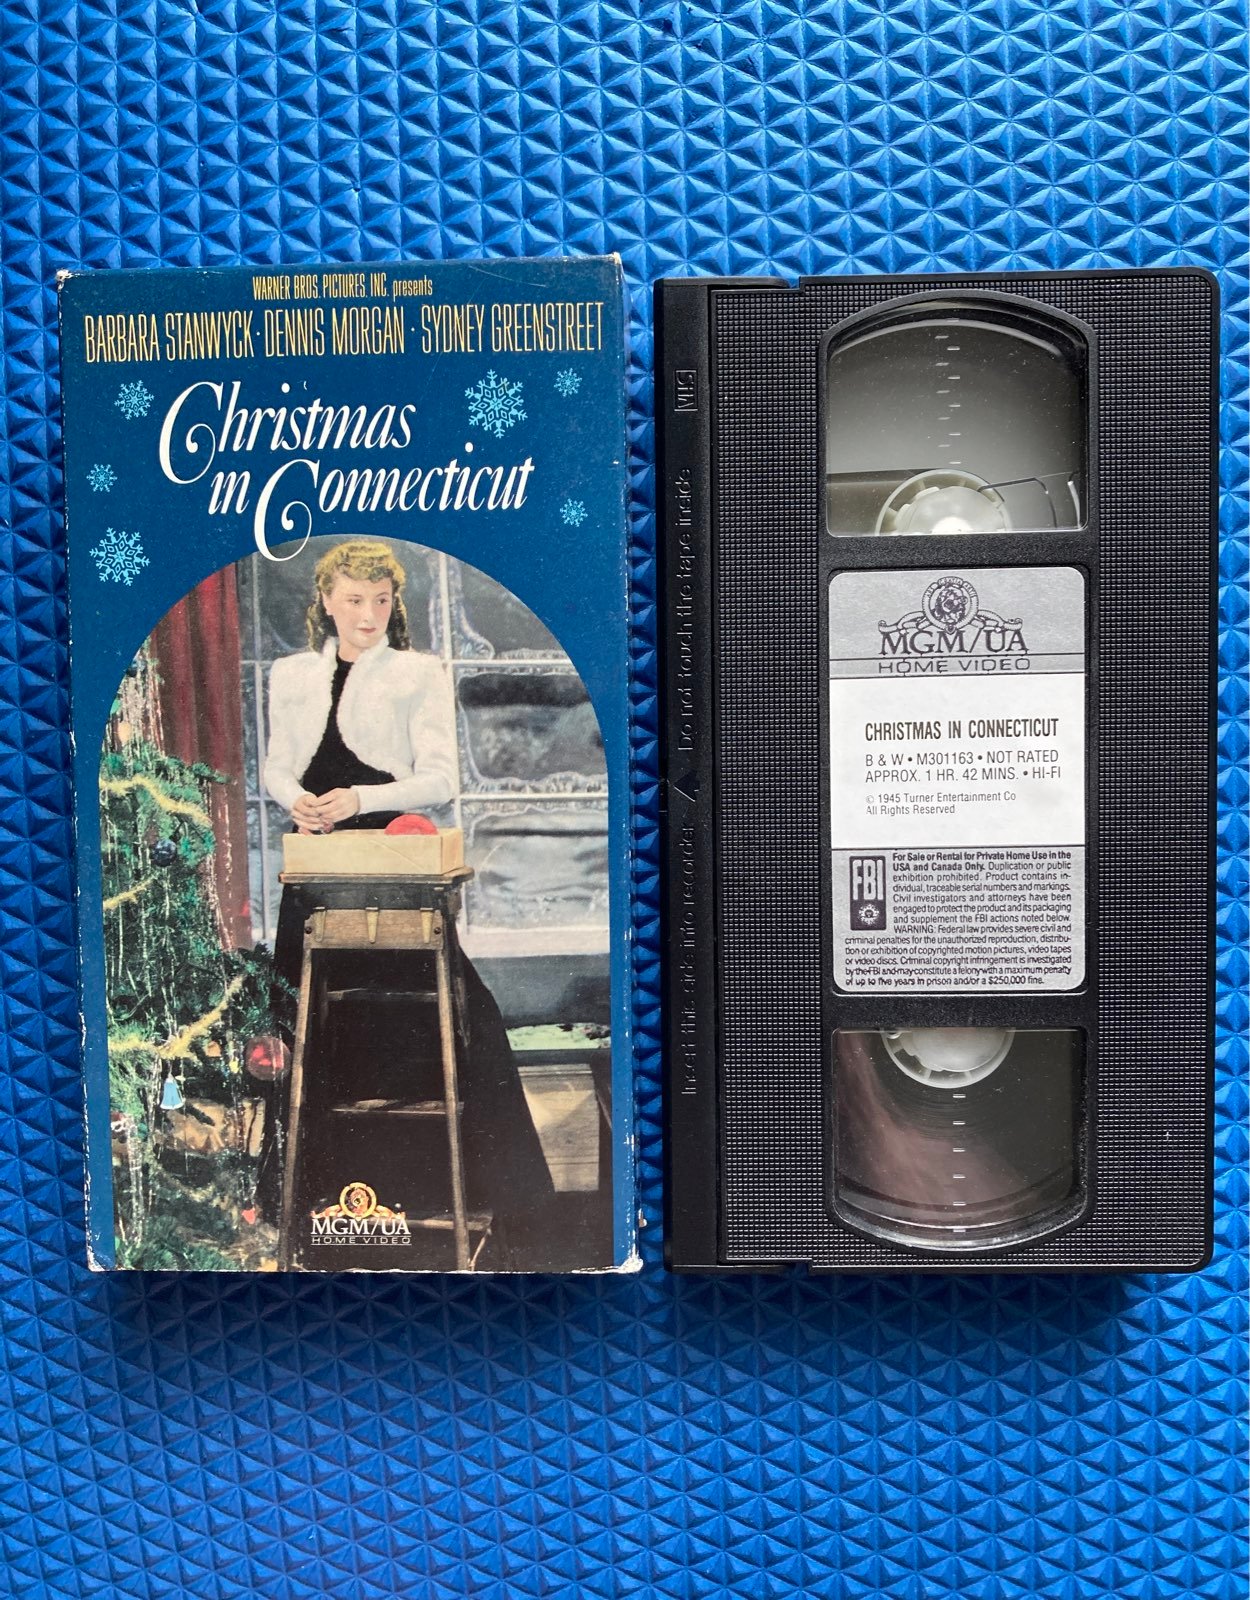 WARNER BROS. PICTURES, INC. presents
BARBARA STANWYCK · DENNIS MORGAN · SYDNEY GREENSTREET
Christmas
in Connecticut
MGM/UA
HOME VIDEO
VHS
Do not touch the tape inside
Insert this side into recorder
MGM/UA
HOME VIDEO
CHRISTMAS IN CONNECTICUT
B & W • M301163 • NOT RATED
APPROX. 1 HR. 42 MINS. • HI-FI
© 1945 Turner Entertainment Co
All Rights Reserved
FBI
For Sale or Rental for Private Home Use in the
USA and Canada Only. Duplication or public
exhibition prohibited. Product contains in-
dividual, traceable serial numbers and markings.
Civil investigators and attorneys have been
engaged to protect the product and its packaging
and supplement the FBI actions noted below.
WARNING: Federal law provides severe civil and
criminal penalties for the unauthorized reproduction, distribu-
tion or exhibition of copyrighted motion pictures, video tapes
or video discs. Criminal copyright infringement is investigated
by the FBI and may constitute a felony with a maximum penalty
of up to five years in prison and/or a $250,000 fine.